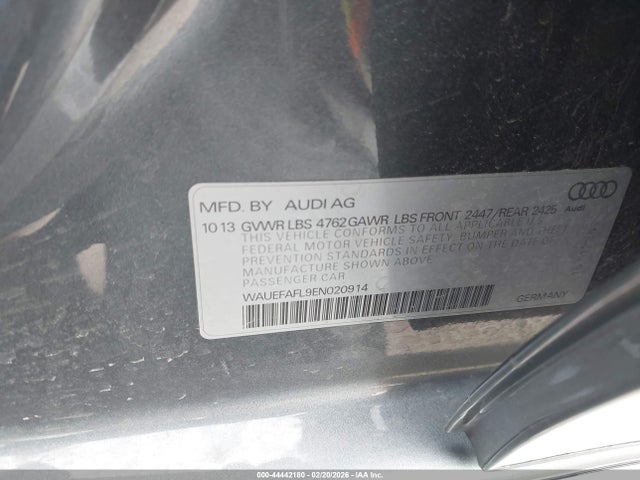 MFD. BY AUDI AG
10 13 GVWR LBS 4762 GAWR LBS FRONT 2447/REAR 2425
THIS VEHICLE CONFORMS TO ALL APPLICABLE U.S.
FEDERAL MOTOR VEHICLE SAFETY, BUMPER AND THEFT
PREVENTION STANDARDS IN EFFECT ON THE DATE OF
MANUFACTURE SHOWN ABOVE
PASSENGER CAR
WAUEFAFL9EN020914
Audi
GERMANY
000-44442180 - 02/20/2026 - IAA